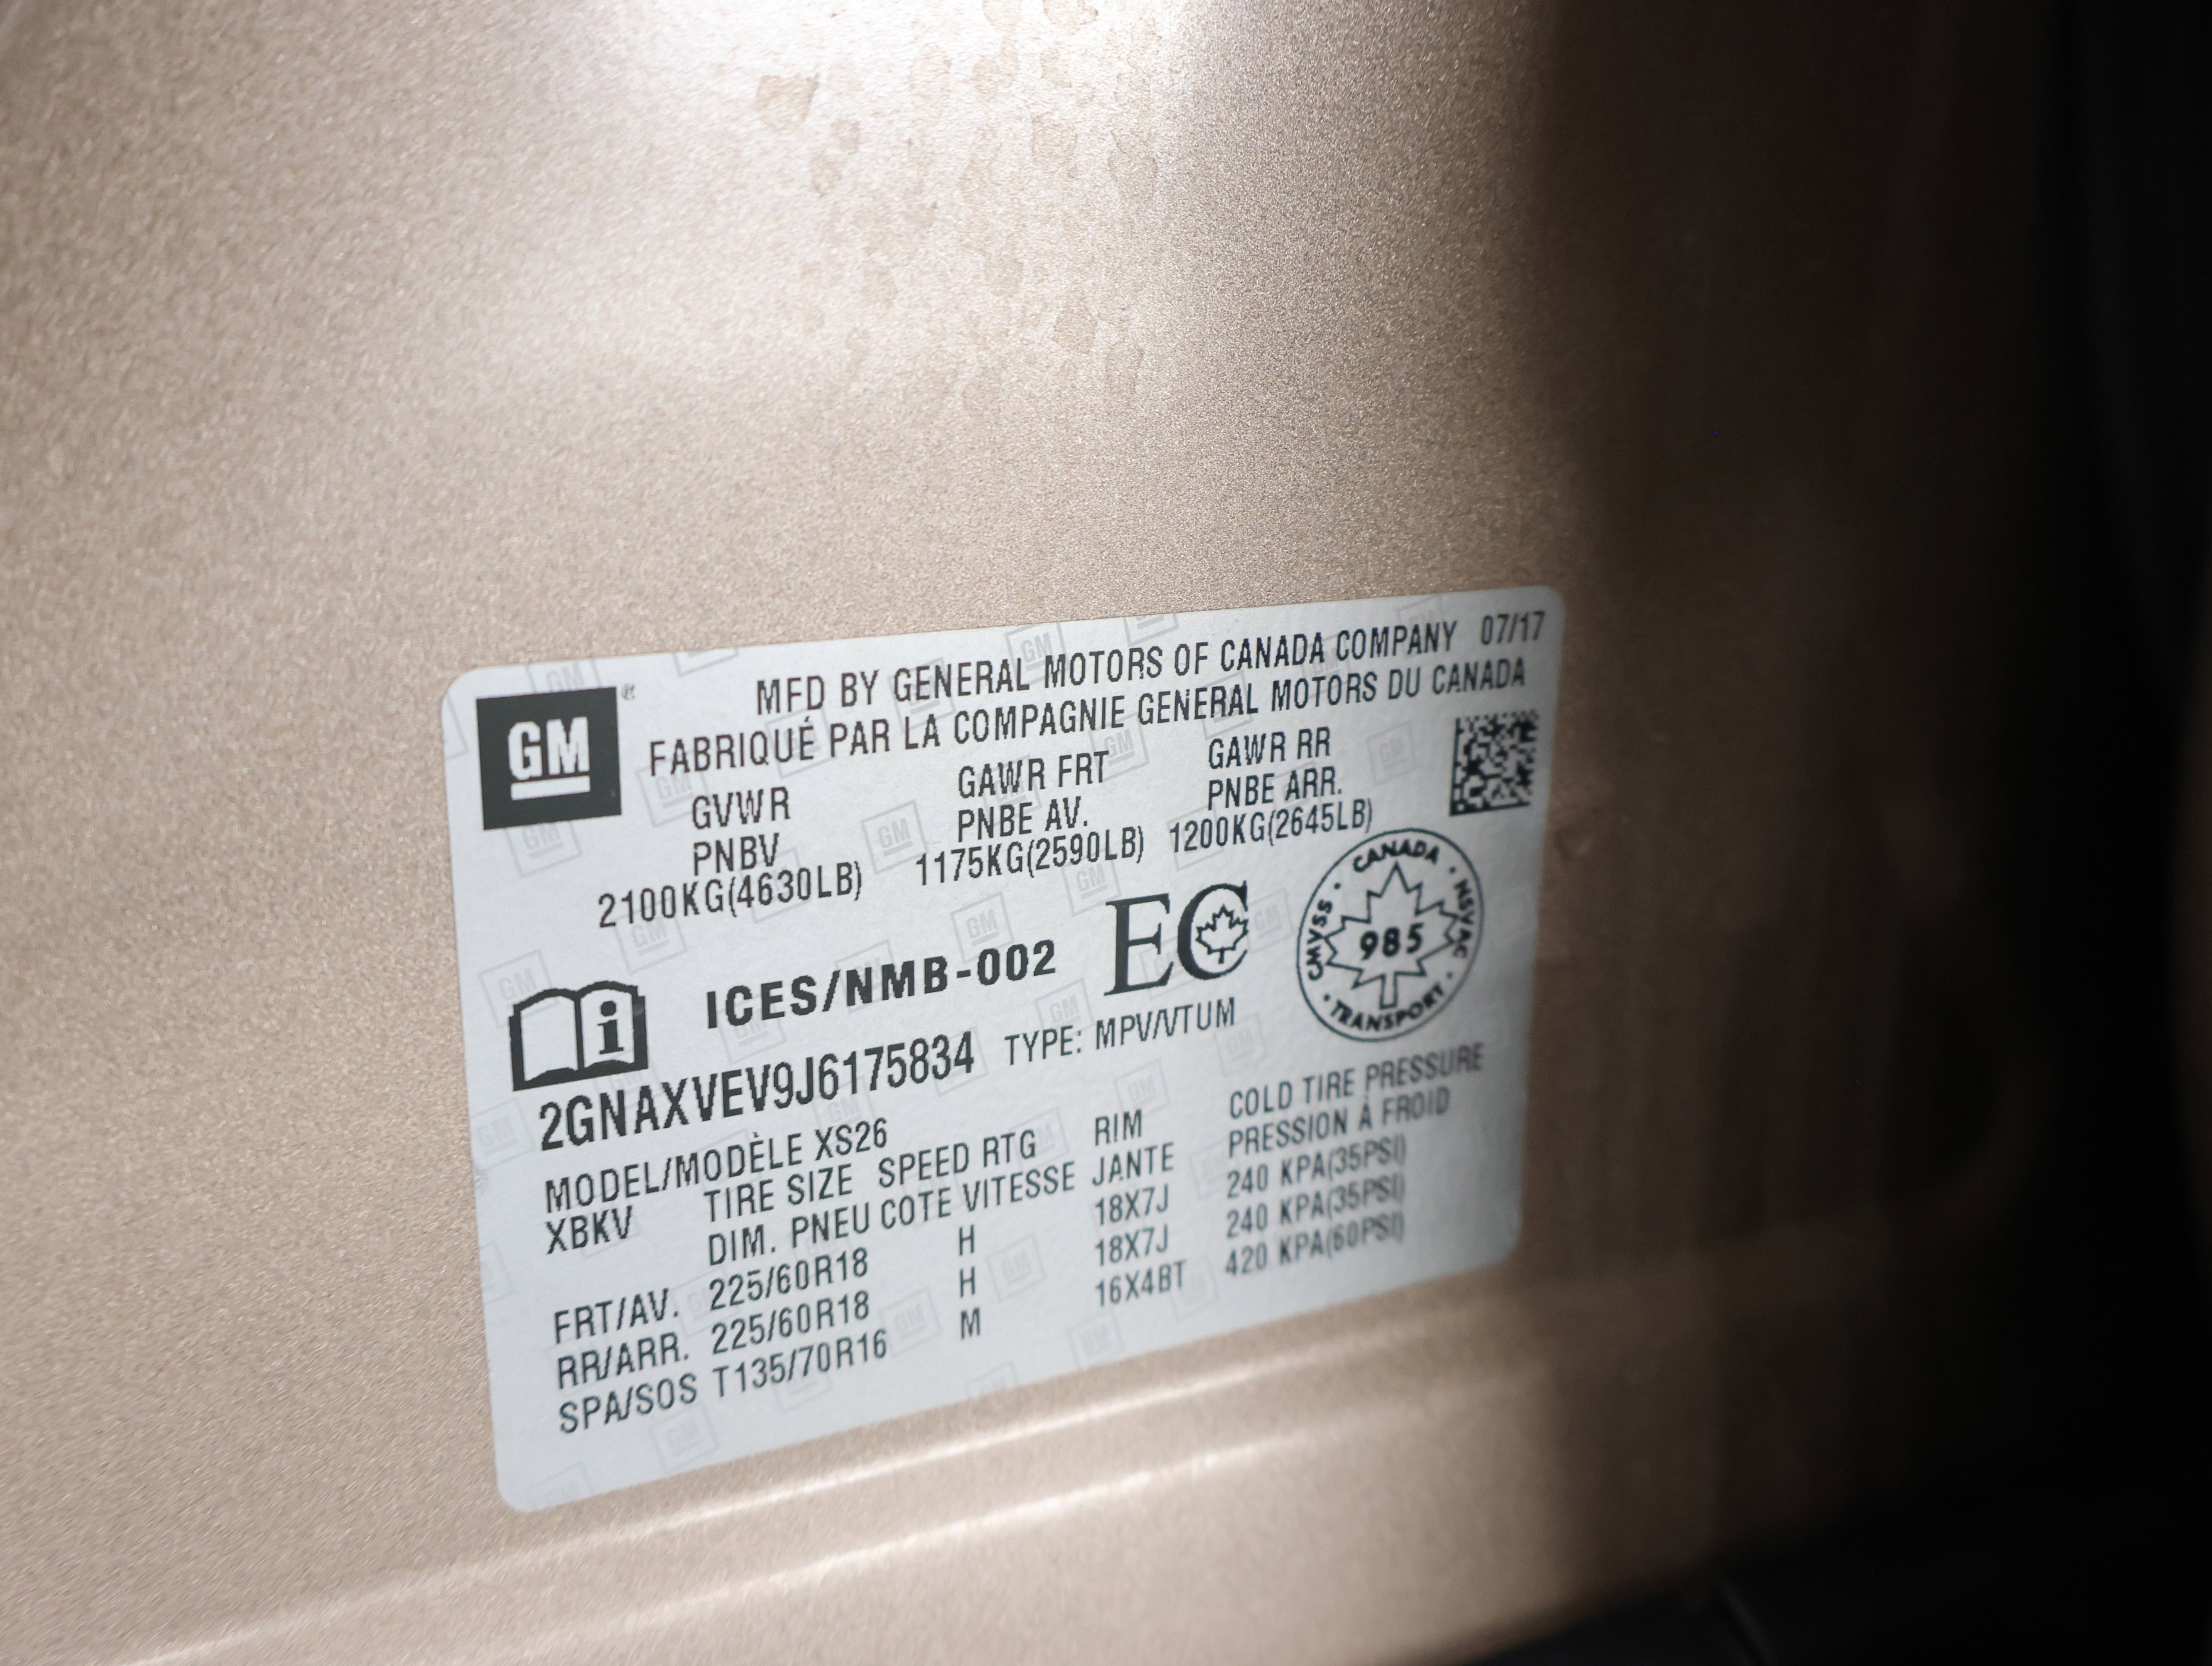 GM ®
MFD BY GENERAL MOTORS OF CANADA COMPANY 07/17
FABRIQUÉ PAR LA COMPAGNIE GENERAL MOTORS DU CANADA
GVWR GAWR FRT GAWR RR
PNBV PNBE AV. PNBE ARR.
2100KG(4630LB) 1175KG(2590LB) 1200KG(2645LB)
i ICES/NMB-002 EC
CANADA · NSVAC · TRANSPORT · CMVSS ·
985
2GNAXVEV9J6175834 TYPE: MPV/VTUM
MODEL/MODÈLE XS26
XBKV TIRE SIZE SPEED RTG RIM COLD TIRE PRESSURE
DIM. PNEU COTE VITESSE JANTE PRESSION À FROID
FRT/AV. 225/60R18 H 18X7J 240 KPA(35PSI)
RR/ARR. 225/60R18 H 18X7J 240 KPA(35PSI)
SPA/SOS T135/70R16 M 16X4BT 420 KPA(60PSI)